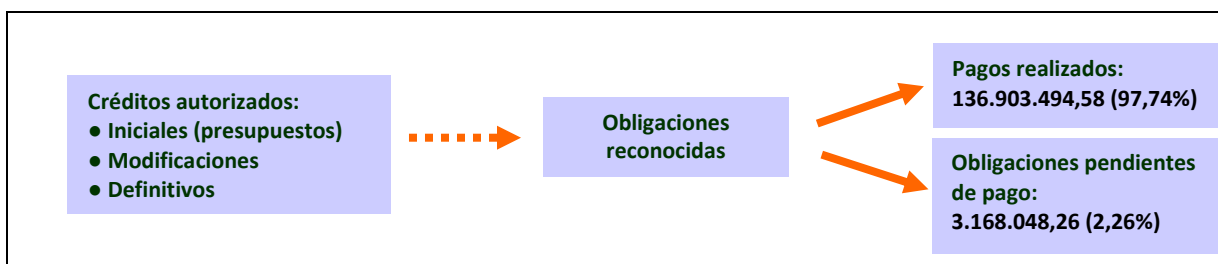 Créditos autorizados:
● Iniciales (presupuestos)
● Modificaciones
● Definitivos
Obligaciones
reconocidas
Pagos realizados:
136.903.494,58 (97,74%)
Obligaciones pendientes
de pago:
3.168.048,26 (2,26%)